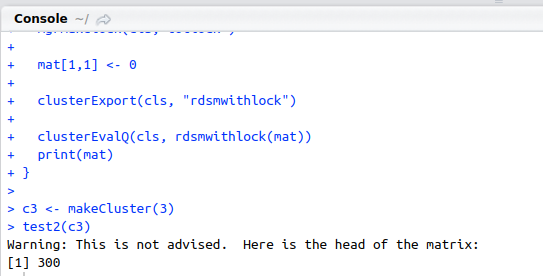 Console ~/
+
+ mat[1,1] <- 0
+
+ clusterExport(cls, "rdsmwithlock")
+
+ clusterEvalQ(cls, rdsmwithlock(mat))
+ print(mat)
+ }
>
> c3 <- makeCluster(3)
> test2(c3)
Warning: This is not advised.  Here is the head of the matrix:
[1] 300